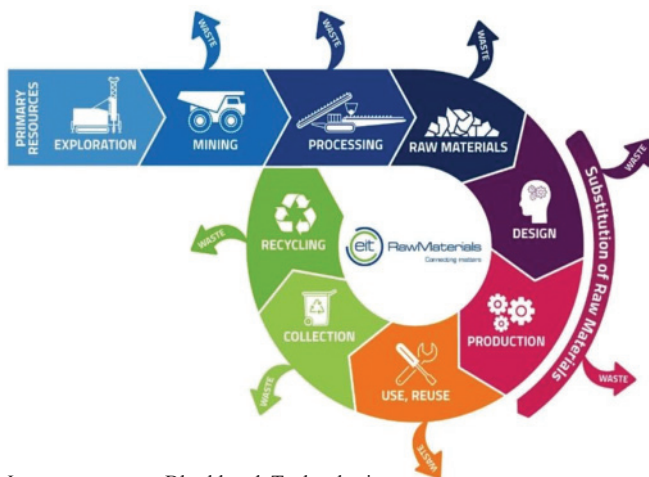 WASTE
WASTE
WASTE
PRIMARY
RESOURCES
EXPLORATION
MINING
PROCESSING
RAW MATERIALS
WASTE
Substitution of Raw Materials
DESIGN
RECYCLING
eit RawMaterials
Connecting matters
WASTE
COLLECTION
PRODUCTION
USE, REUSE
WASTE
WASTE
WASTE